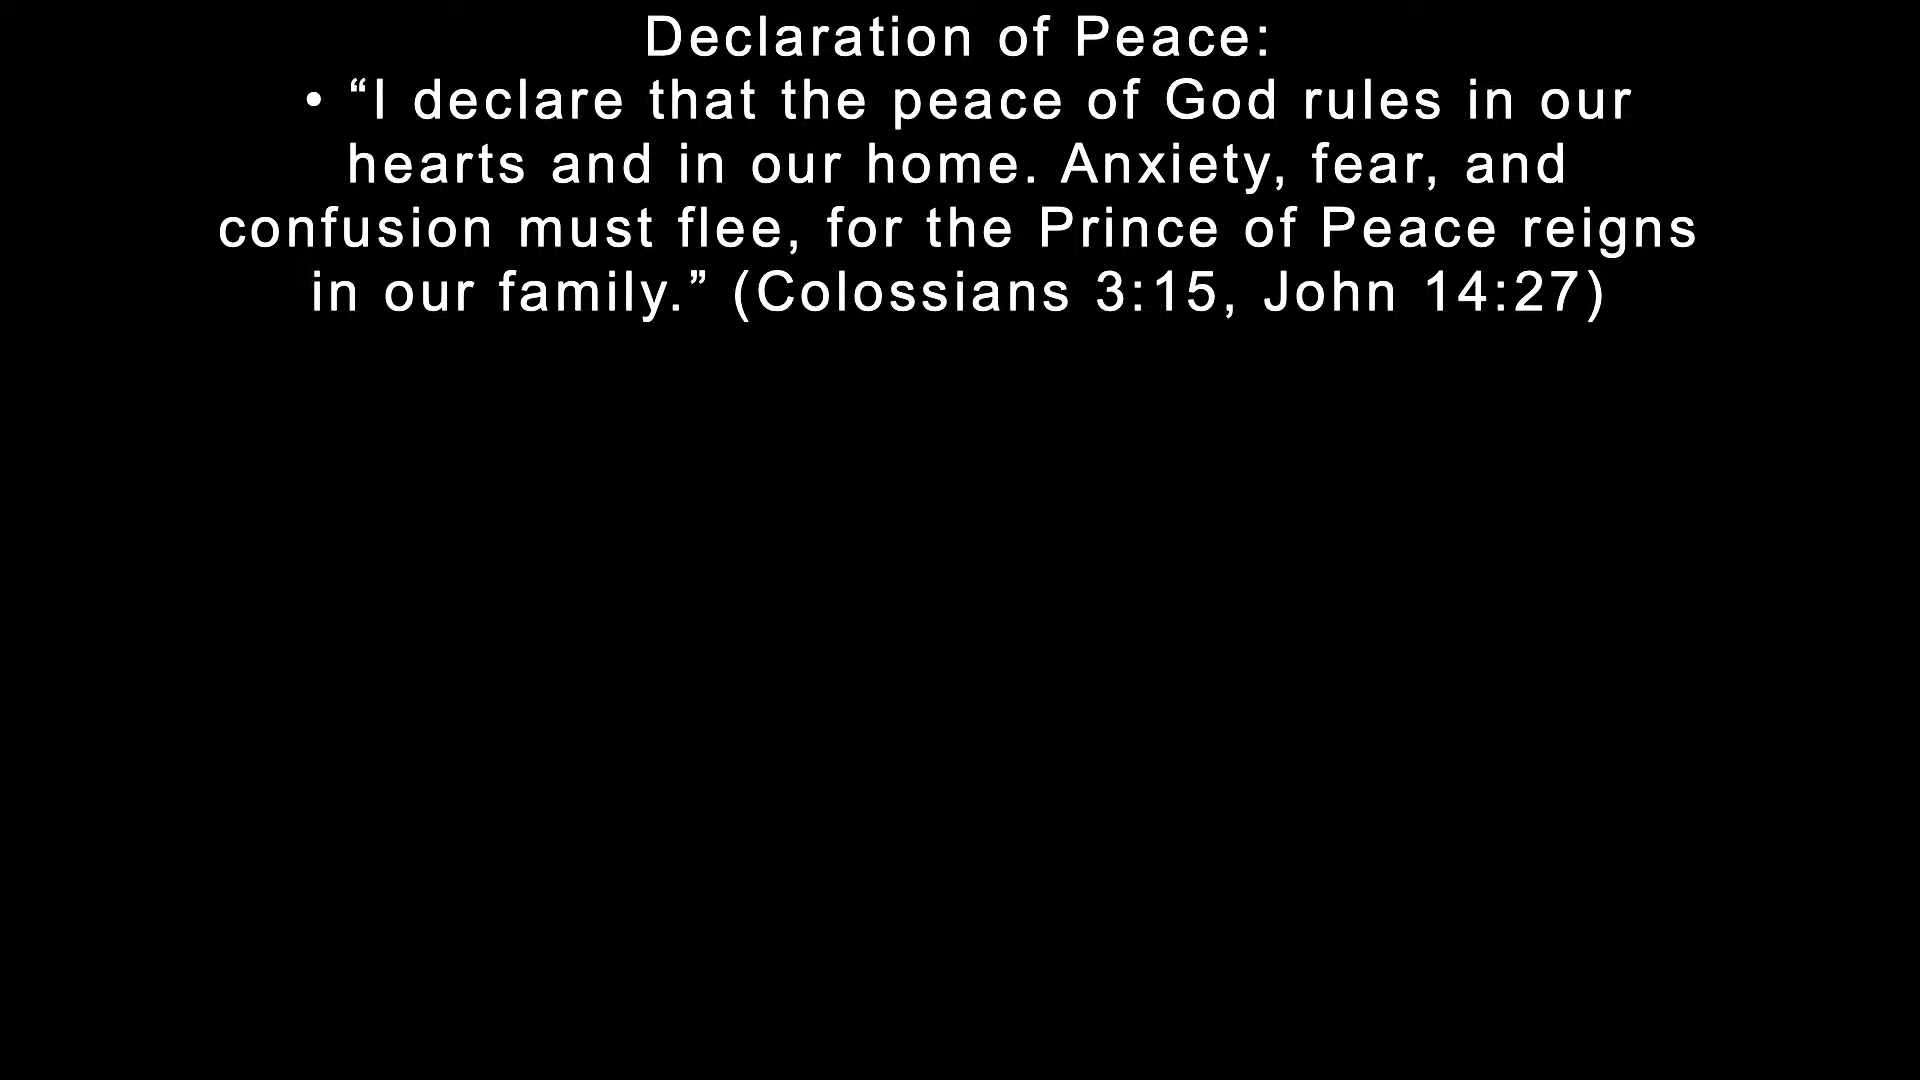 Declaration of Peace:
• “I declare that the peace of God rules in our
hearts and in our home. Anxiety, fear, and
confusion must flee, for the Prince of Peace reigns
in our family.” (Colossians 3:15, John 14:27)